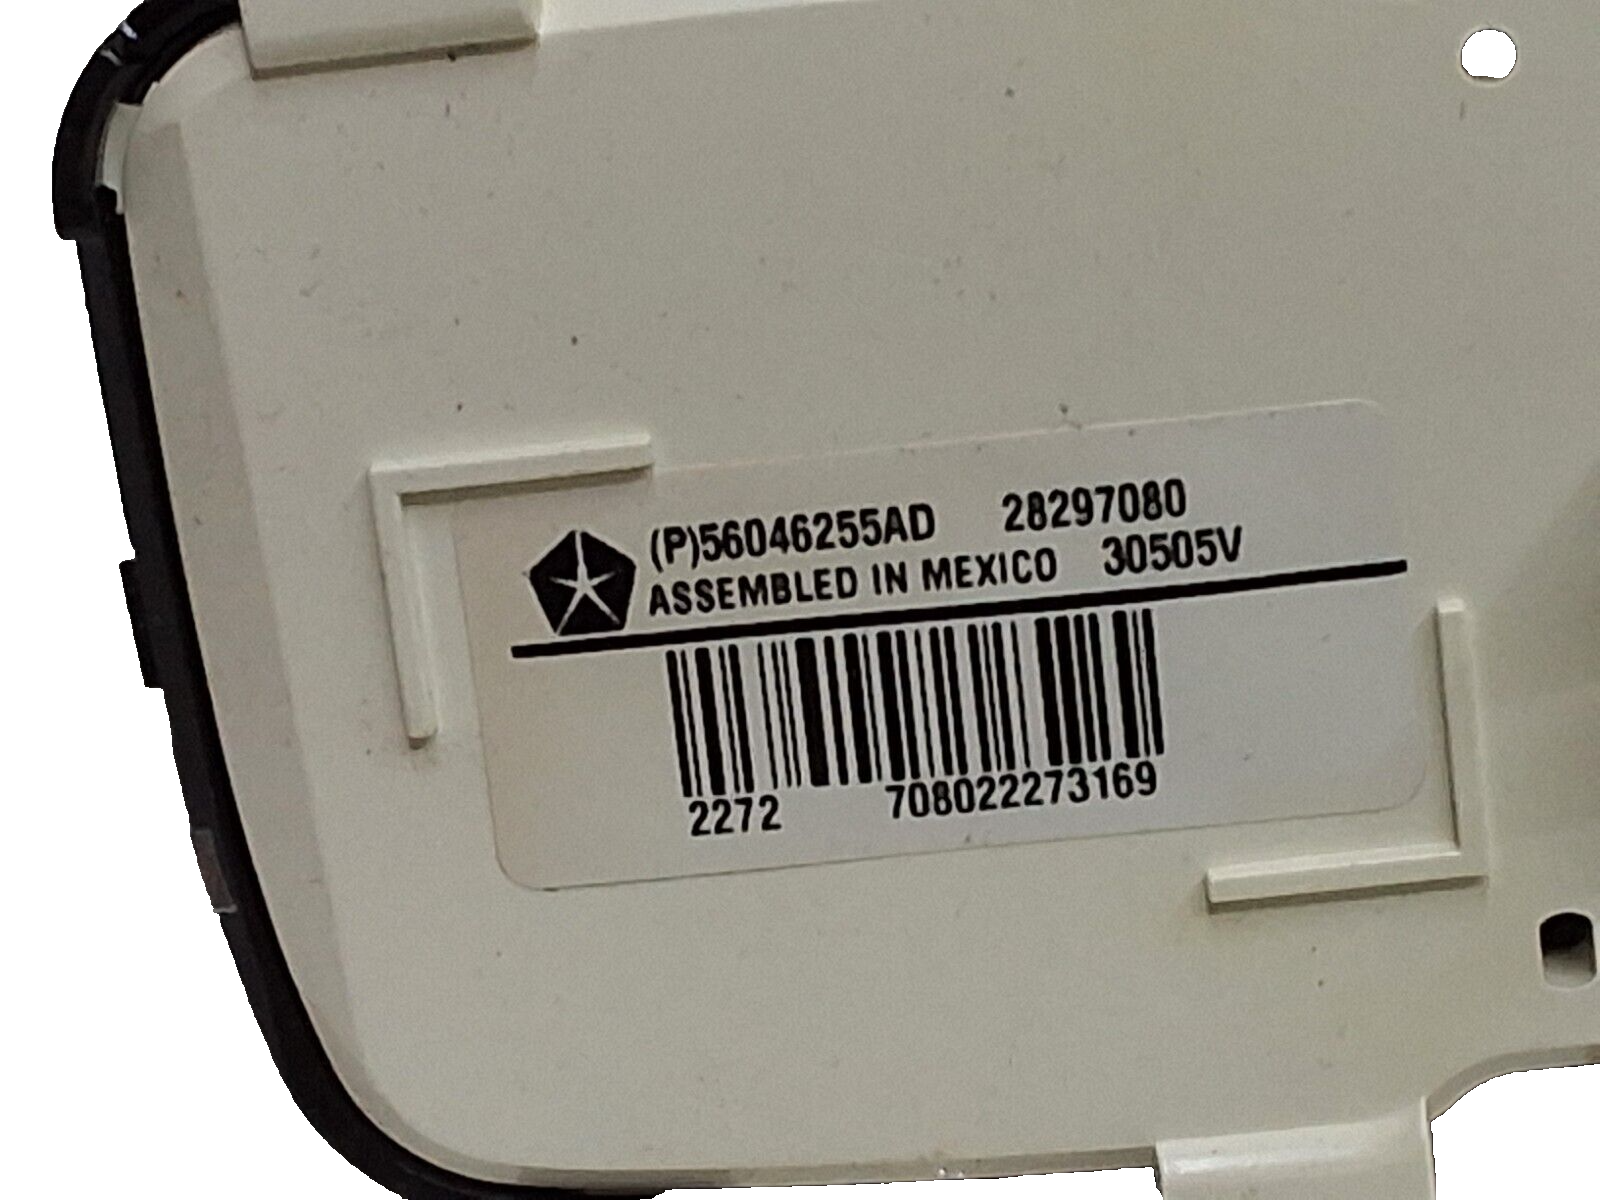 (P)56046255AD 28297080
ASSEMBLED IN MEXICO 30505V
2272 708022273169